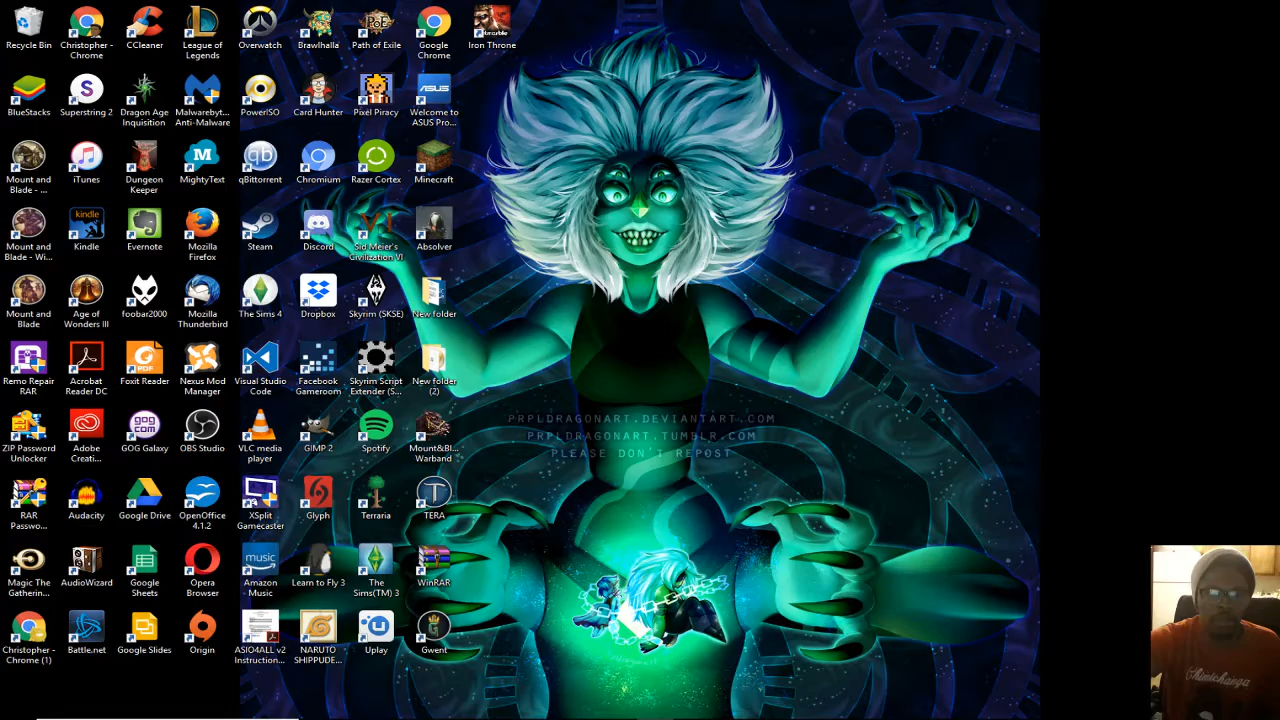 Recycle Bin
Christopher -
Chrome
CCleaner
League of
Legends
Overwatch
Brawlhalla
Path of Exile
Google
Chrome
Iron Throne
BlueStacks
Superstring 2
Dragon Age
Inquisition
Malwarebyt...
Anti-Malware
PowerISO
Card Hunter
Pixel Piracy
Welcome to
ASUS Pro...
Mount and
Blade - ...
iTunes
Dungeon
Keeper
MightyText
qBittorrent
Chromium
Razer Cortex
Minecraft
Mount and
Blade - Wi...
Kindle
Evernote
Mozilla
Firefox
Steam
Discord
Sid Meier's
Civilization VI
Absolver
Mount and
Blade
Age of
Wonders III
foobar2000
Mozilla
Thunderbird
The Sims 4
Dropbox
Skyrim (SKSE)
New folder
Remo Repair
RAR
Acrobat
Reader DC
Foxit Reader
Nexus Mod
Manager
Visual Studio
Code
Facebook
Gameroom
Skyrim Script
Extender (S...
New folder
(2)
ZIP Password
Unlocker
Adobe
Creati...
GOG Galaxy
OBS Studio
VLC media
player
GIMP 2
Spotify
Mount&Bl...
Warband
RAR
Passwo...
Audacity
Google Drive
OpenOffice
4.1.2
XSplit
Gamecaster
Glyph
Terraria
TERA
Magic The
Gatherin...
AudioWizard
Google
Sheets
Opera
Browser
Amazon
- Music
Learn to Fly 3
The
Sims(TM) 3
WinRAR
Christopher -
Chrome (1)
Battle.net
Google Slides
Origin
ASIO4ALL v2
Instruction...
NARUTO
SHIPPUDE...
Uplay
Gwent
PRPLDRAGONART.DEVIANTART.COM
PRPLDRAGONART.TUMBLR.COM
PLEASE DON'T REPOST
Chimichanga